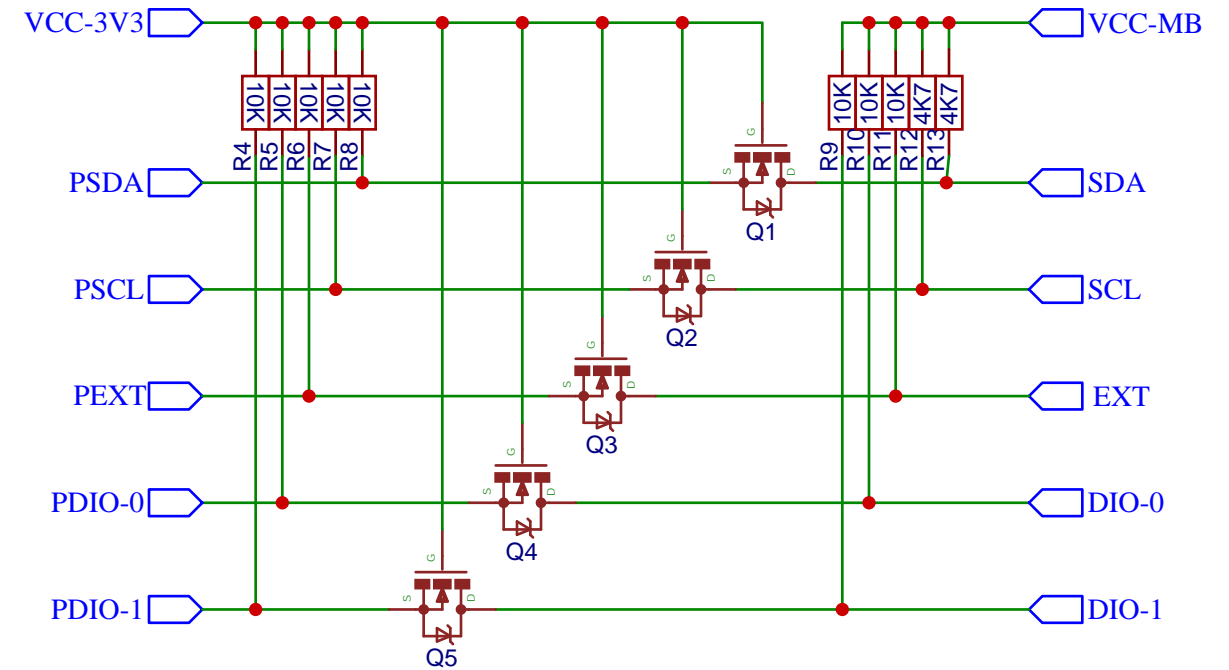 VCC-3V3
VCC-MB
10K
10K
10K
10K
10K
10K
10K
10K
4K7
4K7
R4
R5
R6
R7
R8
R9
R10
R11
R12
R13
G
PSDA
S
D
SDA
Q1
G
PSCL
S
D
SCL
Q2
G
PEXT
S
D
EXT
Q3
G
PDIO-0
S
D
DIO-0
Q4
G
PDIO-1
S
D
DIO-1
Q5